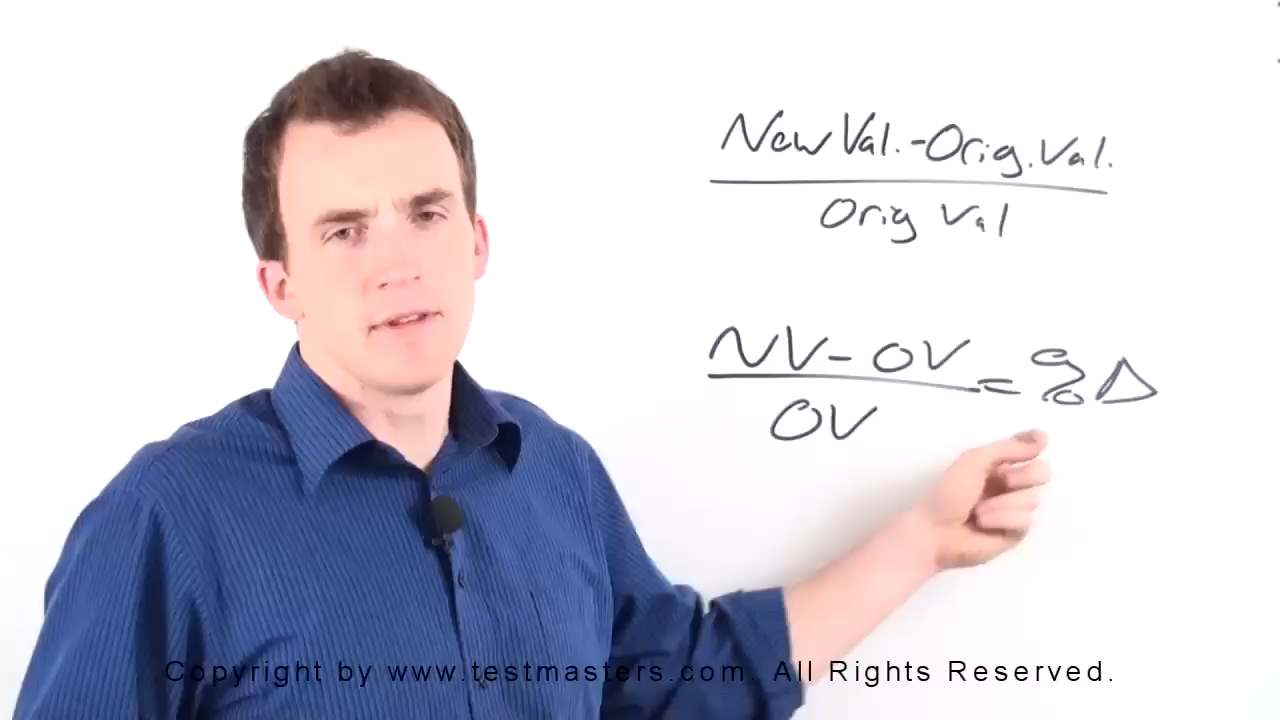 New Val. - Orig. Val.
Orig Val
NV - OV
OV
= % Δ
Copyright by www.testmasters.com. All Rights Reserved.